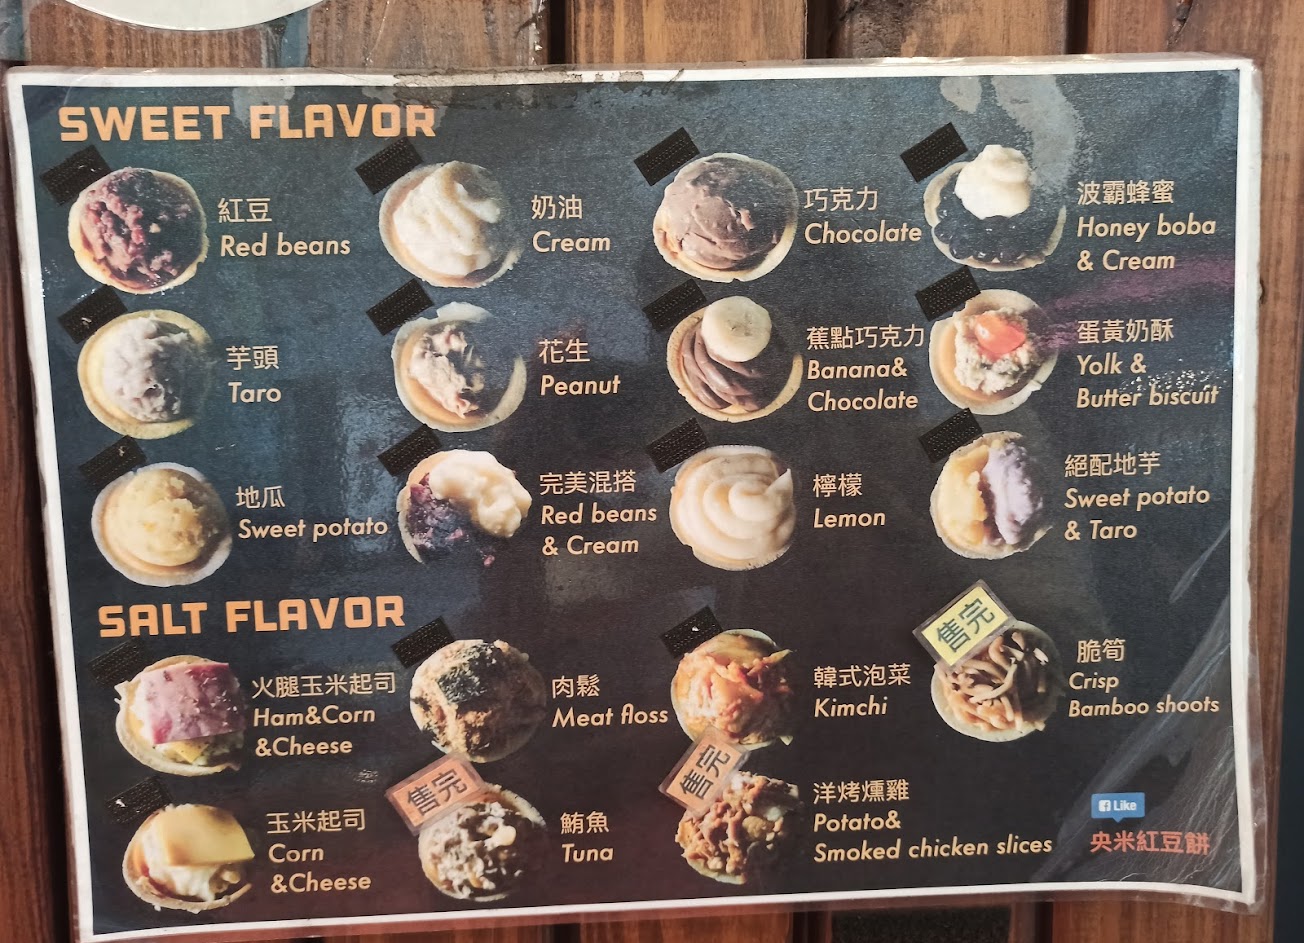 SWEET FLAVOR
紅豆
Red beans
奶油
Cream
巧克力
Chocolate
波霸蜂蜜
Honey boba
& Cream
芋頭
Taro
花生
Peanut
蕉點巧克力
Banana&
Chocolate
蛋黃奶酥
Yolk &
Butter biscuit
地瓜
Sweet potato
完美混搭
Red beans
& Cream
檸檬
Lemon
絕配地芋
Sweet potato
& Taro
SALT FLAVOR
火腿玉米起司
Ham&Corn
&Cheese
肉鬆
Meat floss
韓式泡菜
Kimchi
售完
脆筍
Crisp
Bamboo shoots
玉米起司
Corn
&Cheese
售完
鮪魚
Tuna
售完
洋烤燻雞
Potato&
Smoked chicken slices
f Like
央米紅豆餅